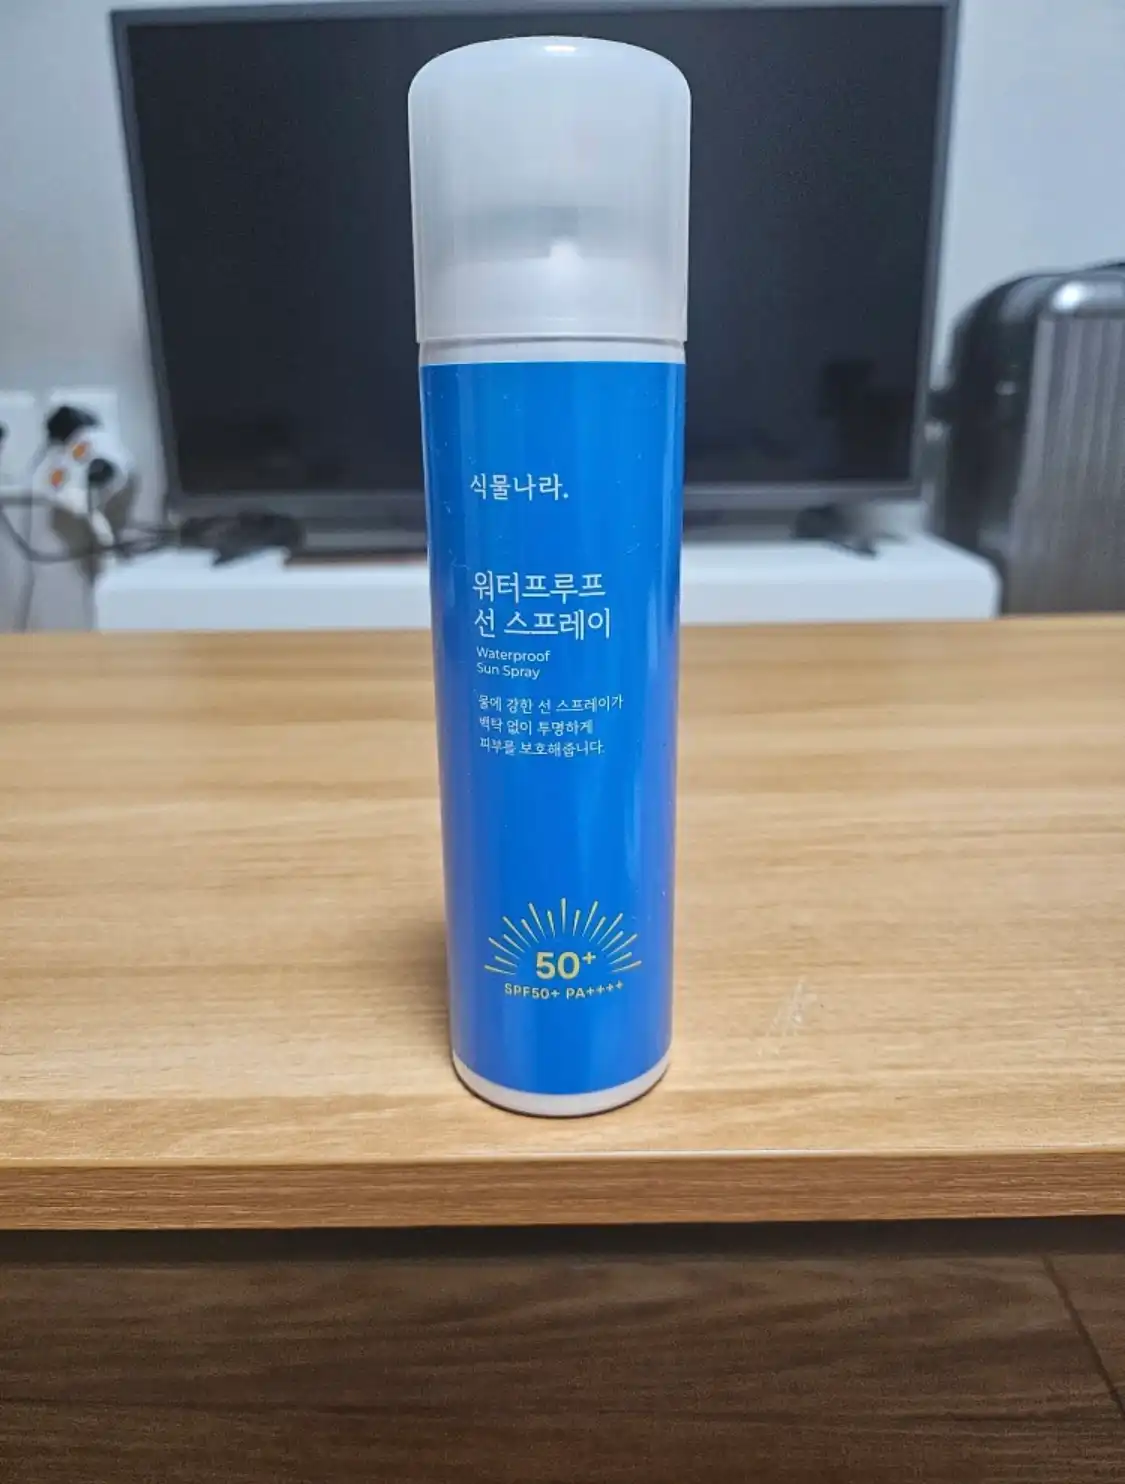 식물나라.
워터프루프
선 스프레이
Waterproof
Sun Spray
물에 강한 선 스프레이가
백탁 없이 투명하게
피부를 보호해줍니다.
50+
SPF50+ PA++++